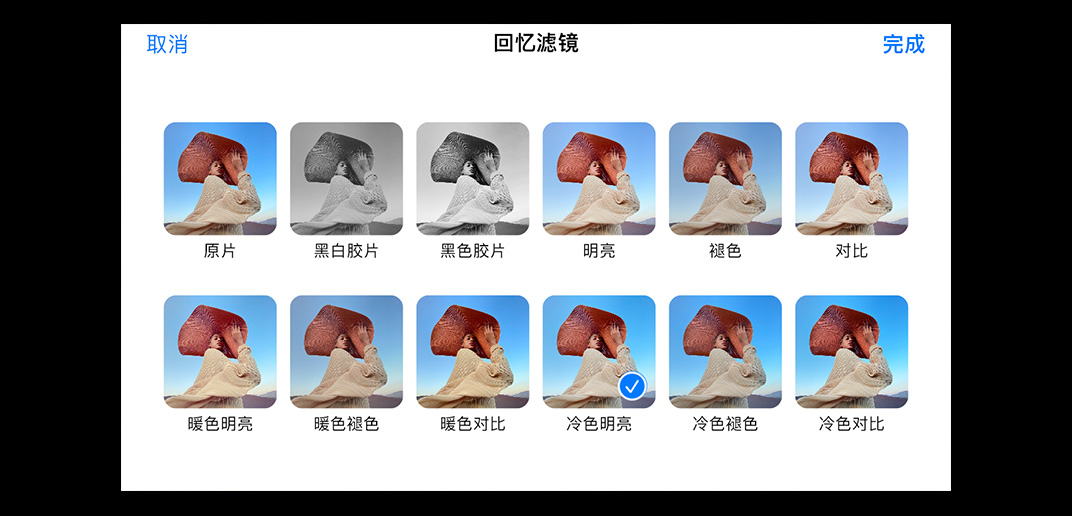 取消
回忆滤镜
完成
原片
黑白胶片
黑色胶片
明亮
褪色
对比
暖色明亮
暖色褪色
暖色对比
冷色明亮
冷色褪色
冷色对比